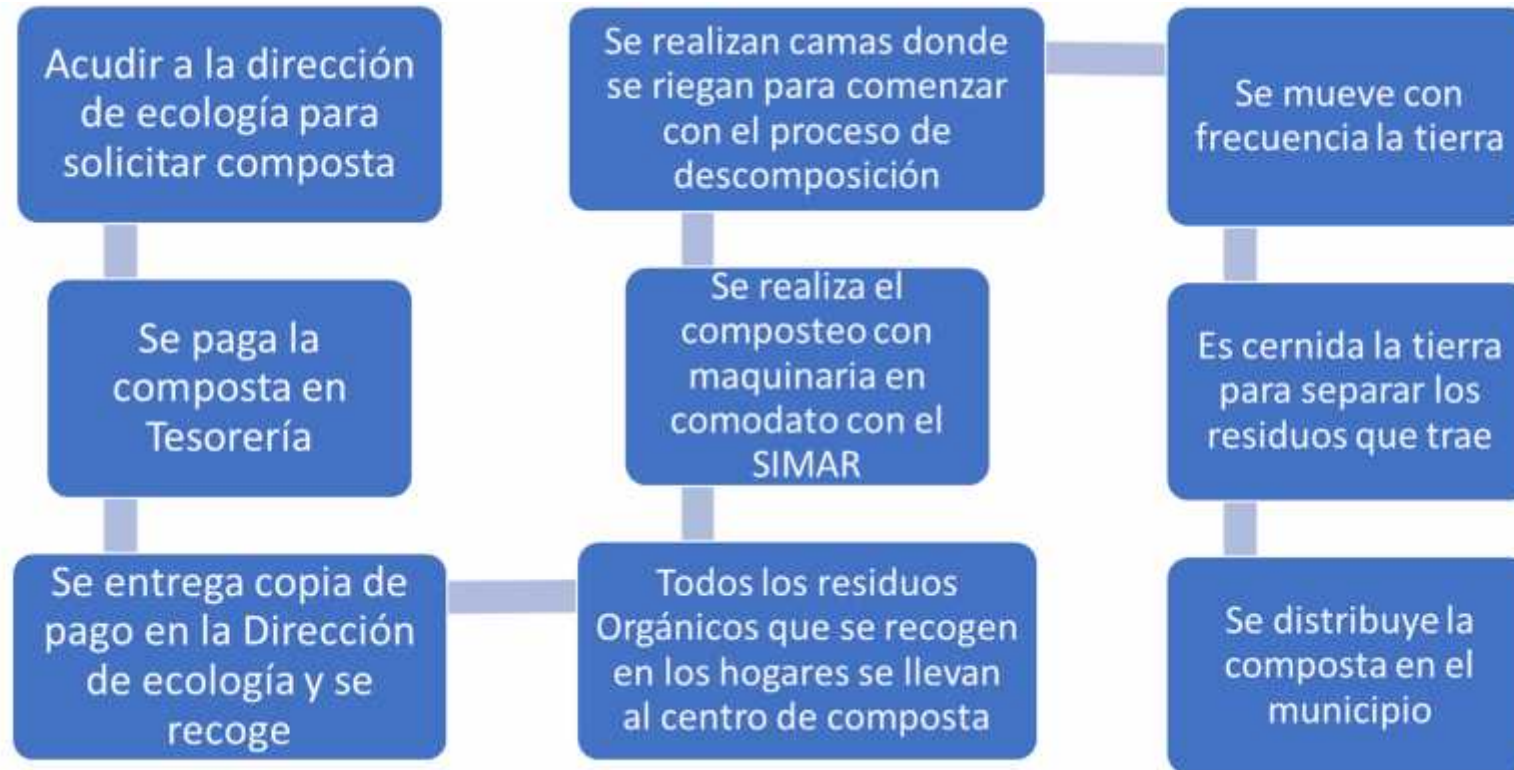 Acudir a la dirección
de ecología para
solicitar composta
Se paga la
composta en
Tesorería
Se entrega copia de
pago en la Dirección
de ecología y se
recoge
Todos los residuos
Orgánicos que se recogen
en los hogares se llevan
al centro de composta
Se realiza el
composteo con
maquinaria en
comodato con el
SIMAR
Se realizan camas donde
se riegan para comenzar
con el proceso de
descomposición
Se mueve con
frecuencia la tierra
Es cernida la tierra
para separar los
residuos que trae
Se distribuye la
composta en el
municipio